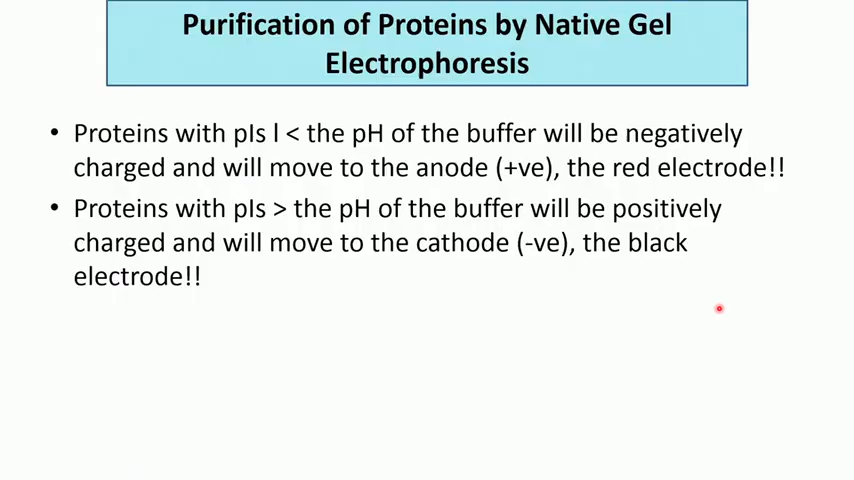 Purification of Proteins by Native Gel
Electrophoresis
• Proteins with pIs l < the pH of the buffer will be negatively
charged and will move to the anode (+ve), the red electrode!!
• Proteins with pIs > the pH of the buffer will be positively
charged and will move to the cathode (-ve), the black
electrode!!